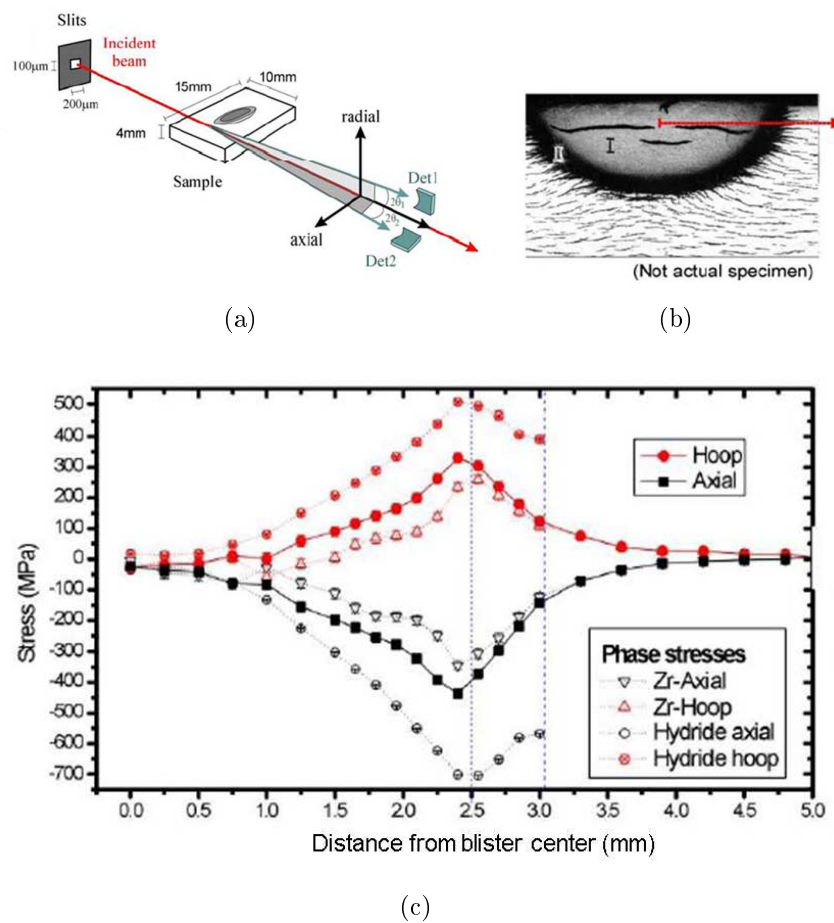 Slits
Incident
beam
100μm
200μm
15mm
10mm
4mm
Sample
radial
axial
Det1
2θ₁
2θ₂
Det2
(a)
I
II
(Not actual specimen)
(b)
Stress (MPa)
500
400
300
200
100
0
-100
-200
-300
-400
-500
-600
-700
Hoop
Axial
Phase stresses
Zr-Axial
Zr-Hoop
Hydride axial
Hydride hoop
0.0 0.5 1.0 1.5 2.0 2.5 3.0 3.5 4.0 4.5 5.0
Distance from blister center (mm)
(c)